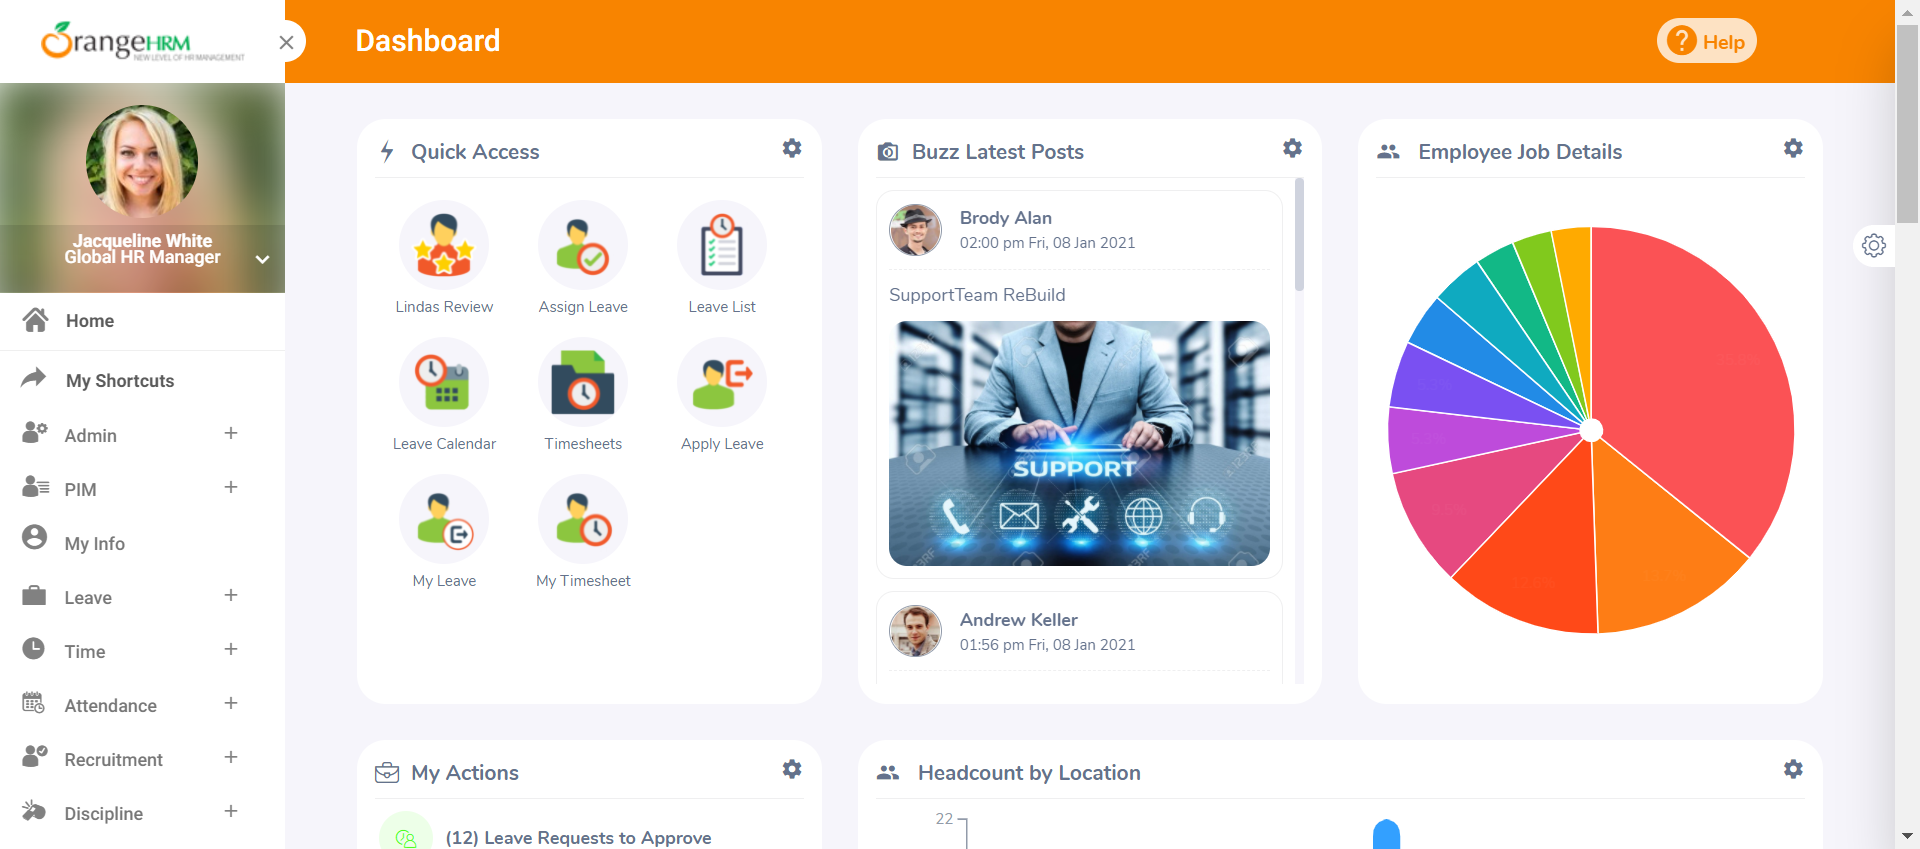 OrangeHRM
NEW LEVEL OF HR MANAGEMENT
Dashboard
? Help
Jacqueline White
Global HR Manager
Home
My Shortcuts
Admin +
PIM +
My Info
Leave +
Time +
Attendance +
Recruitment +
Discipline +
Quick Access
Lindas Review
Assign Leave
Leave List
Leave Calendar
Timesheets
Apply Leave
My Leave
My Timesheet
Buzz Latest Posts
Brody Alan
02:00 pm Fri, 08 Jan 2021
SupportTeam ReBuild
SUPPORT
Andrew Keller
01:56 pm Fri, 08 Jan 2021
Employee Job Details
My Actions
(12) Leave Requests to Approve
Headcount by Location
22